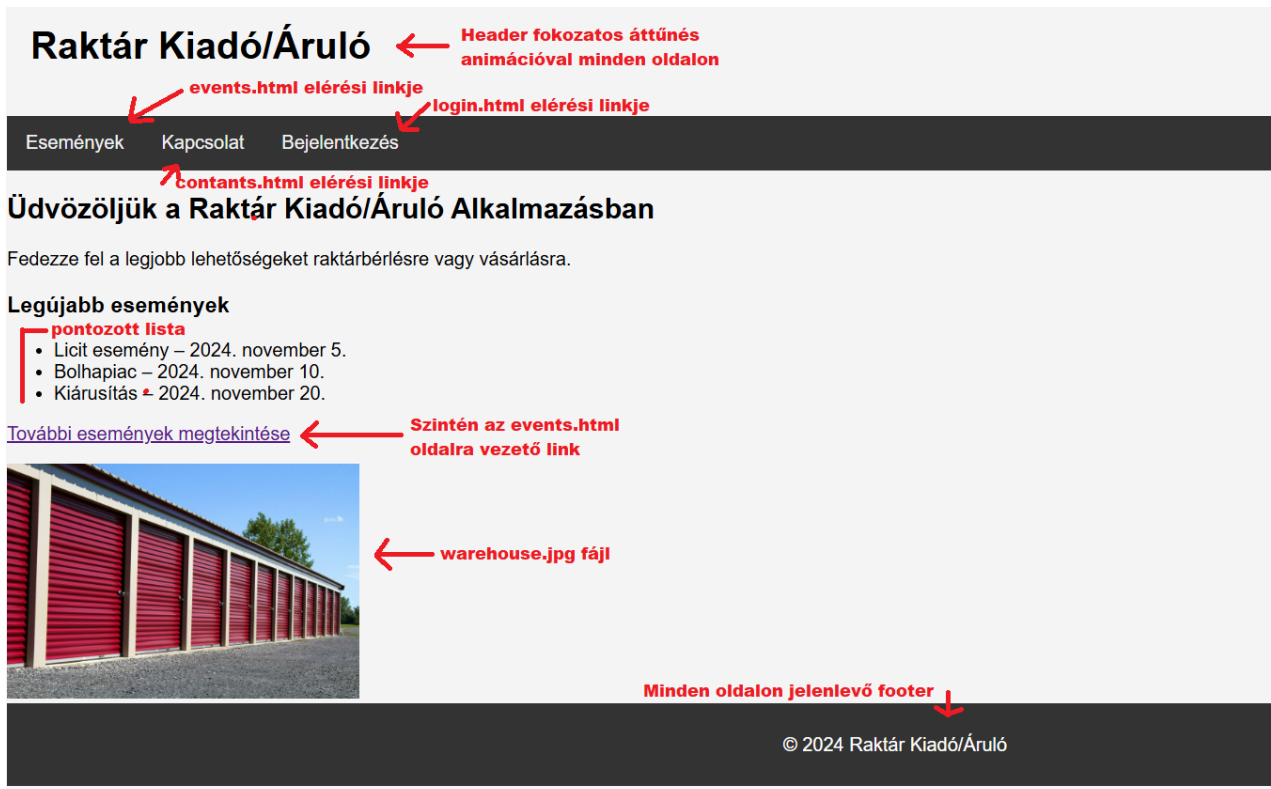 Raktár Kiadó/Áruló
Header fokozatos áttűnés
animációval minden oldalon
events.html elérési linkje
login.html elérési linkje
Események Kapcsolat Bejelentkezés
contants.html elérési linkje
Üdvözöljük a Raktár Kiadó/Áruló Alkalmazásban
Fedezze fel a legjobb lehetőségeket raktárbérlésre vagy vásárlásra.
Legújabb események
pontozott lista
• Licit esemény – 2024. november 5.
• Bolhapiac – 2024. november 10.
• Kiárusítás – 2024. november 20.
További események megtekintése
Szintén az events.html
oldalra vezető link
warehouse.jpg fájl
Minden oldalon jelenlevő footer
© 2024 Raktár Kiadó/Áruló